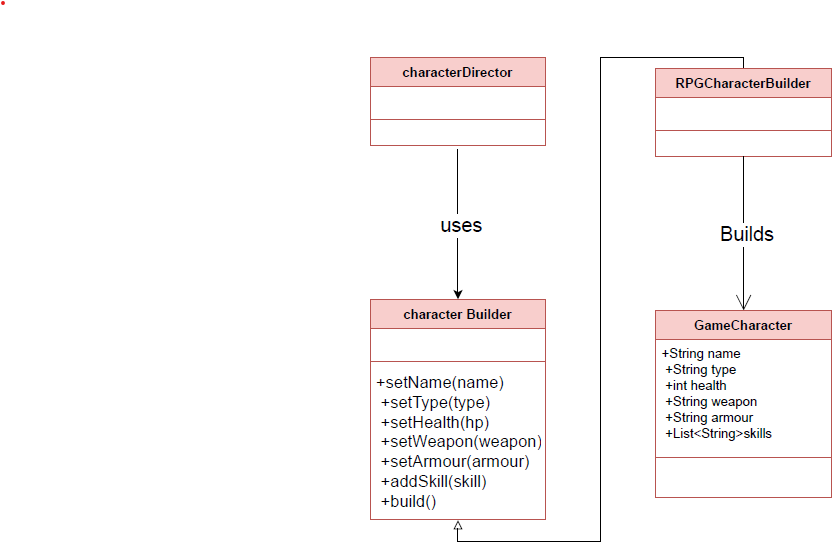 characterDirector
RPGCharacterBuilder
uses
Builds
character Builder
+setName(name)
+setType(type)
+setHealth(hp)
+setWeapon(weapon)
+setArmour(armour)
+addSkill(skill)
+build()
GameCharacter
+String name
+String type
+int health
+String weapon
+String armour
+List<String>skills